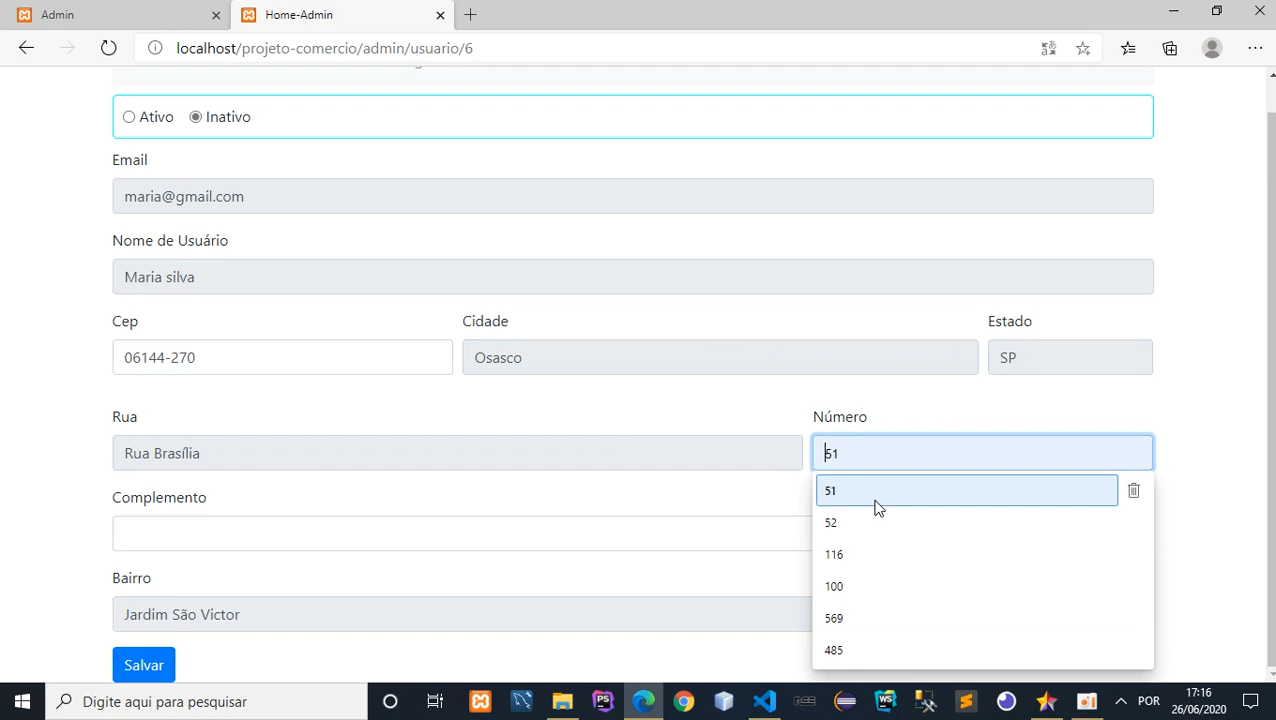 Admin
Home-Admin
localhost/projeto-comercio/admin/usuario/6
Ativo Inativo
Email
maria@gmail.com
Nome de Usuário
Maria silva
Cep Cidade Estado
06144-270 Osasco SP
Rua Número
Rua Brasília 51
51
Complemento
52
116
Bairro
100
Jardim São Victor 569
485
Salvar
Digite aqui para pesquisar
PS
WS
POR
17:16
26/06/2020